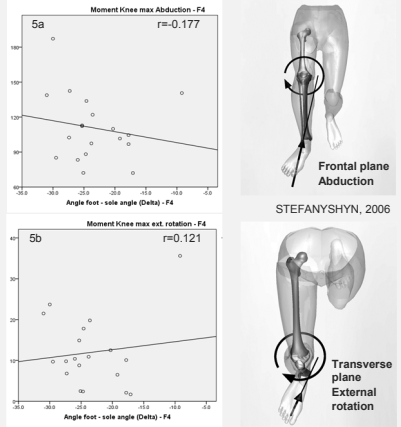 Moment Knee max Abduction - F4
5a
r=-0.177
180
150
120
90
60
-35.0 -30.0 -25.0 -20.0 -15.0 -10.0 -5.0
Angle foot - sole angle (Delta) - F4
Frontal plane
Abduction
STEFANYSHYN, 2006
Moment Knee max ext. rotation - F4
5b
r=0.121
40
30
20
10
0
-35.0 -30.0 -25.0 -20.0 -15.0 -10.0 -5.0
Angle foot - sole angle (Delta) - F4
Transverse
plane
External
rotation